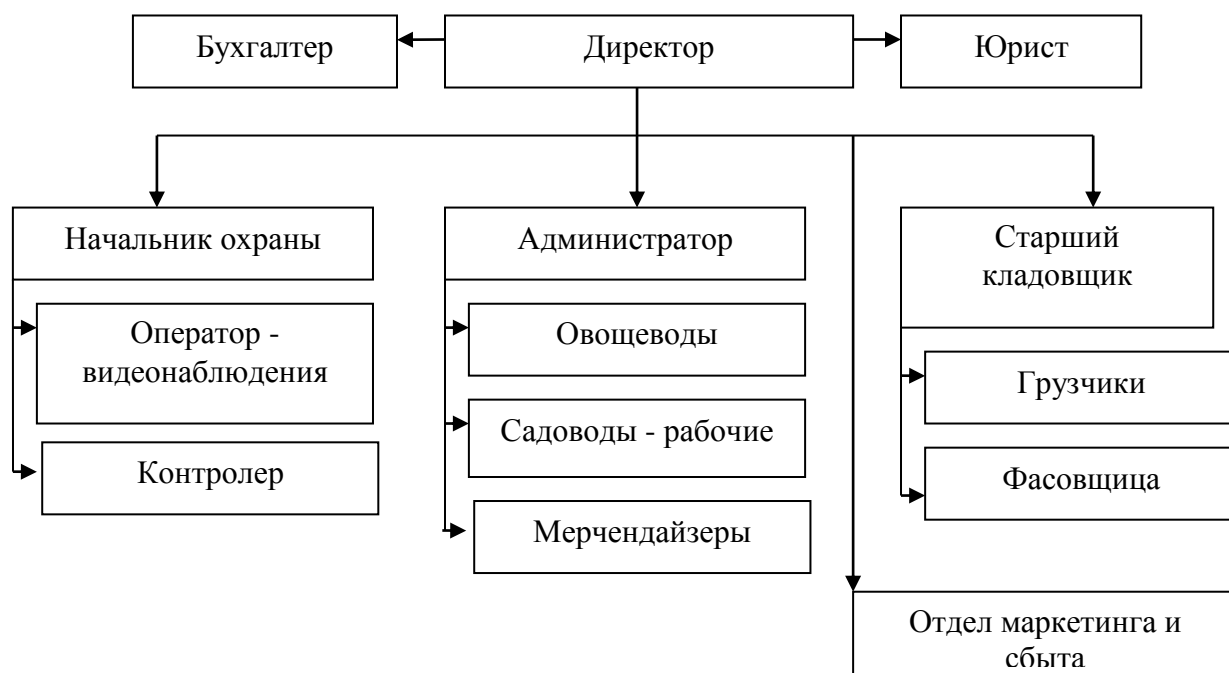 Бухгалтер
Директор
Юрист
Начальник охраны
Администратор
Старший
кладовщик
Оператор -
видеонаблюдения
Овощеводы
Грузчики
Садоводы - рабочие
Контролер
Фасовщица
Мерчендайзеры
Отдел маркетинга и
сбыта